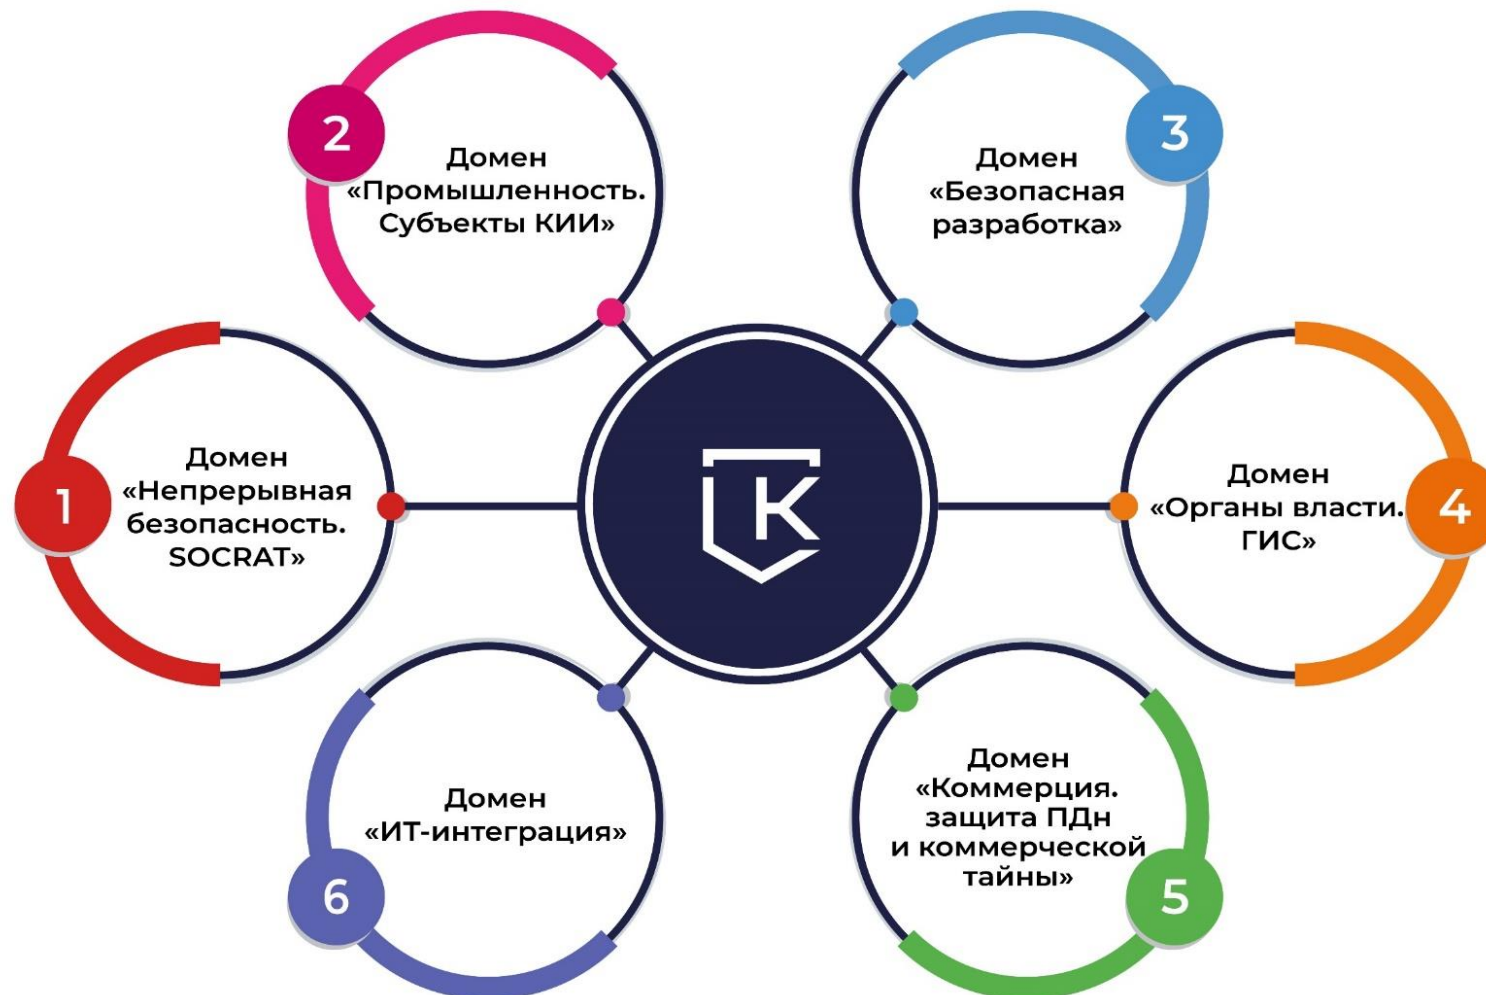 1
Домен
«Непрерывная
безопасность.
SOCRAT»
2
Домен
«Промышленность.
Субъекты КИИ»
3
Домен
«Безопасная
разработка»
4
Домен
«Органы власти.
ГИС»
5
Домен
«Коммерция.
защита ПДн
и коммерческой
тайны»
6
Домен
«ИТ-интеграция»
К